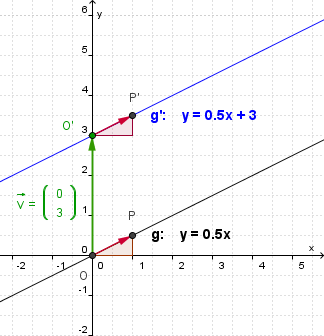 6
y
5
4
P'
g': y = 0.5x + 3
O'
3
2
v = ( 0 3 )
1
P
g: y = 0.5x
x
0
O
-2 -1 0 1 2 3 4 5
-1
-2